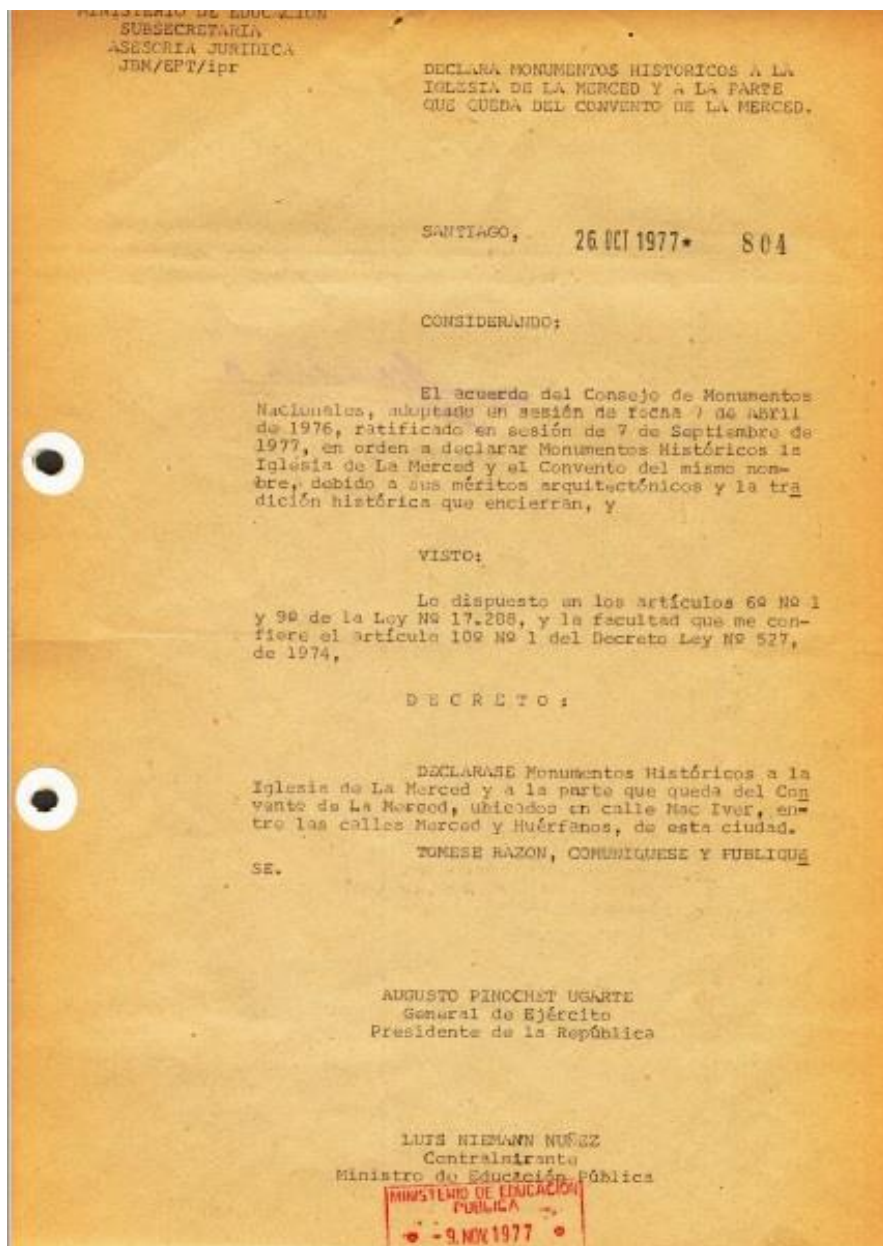 MINISTERIO DE EDUCACION
SUBSECRETARIA
ASESORIA JURIDICA
JBM/EPT/ipr
DECLARA MONUMENTOS HISTORICOS A LA
IGLESIA DE LA MERCED Y A LA PARTE
QUE QUEDA DEL CONVENTO DE LA MERCED.
SANTIAGO, 26 OCT 1977* 804
CONSIDERANDO:
El acuerdo del Consejo de Monumentos
Nacionales, adoptado en sesión de fecha 7 de Abril
de 1976, ratificado en sesión de 7 de Septiembre de
1977, en orden a declarar Monumentos Históricos la
Iglesia de La Merced y el Convento del mismo nom-
bre, debido a sus méritos arquitectónicos y la tra
dición histórica que encierran, y
VISTO:
Lo dispuesto en los artículos 6º Nº 1
y 9º de la Ley Nº 17.288, y la facultad que me con-
fiere el artículo 10º Nº 1 del Decreto Ley Nº 527,
de 1974,
D E C R E T O :
DECLARASE Monumentos Históricos a la
Iglesia de La Merced y a la parte que queda del Con
vento de La Merced, ubicados en calle Mac Iver, en-
tre las calles Merced y Huérfanos, de esta ciudad.
TOMESE RAZON, COMUNIQUESE Y PUBLIQUE
SE.
AUGUSTO PINOCHET UGARTE
General de Ejército
Presidente de la República
LUIS NIEMANN NUÑEZ
Contralmirante
Ministro de Educación Pública
MINISTERIO DE EDUCACION
PUBLICA
- 9. NOV. 1977